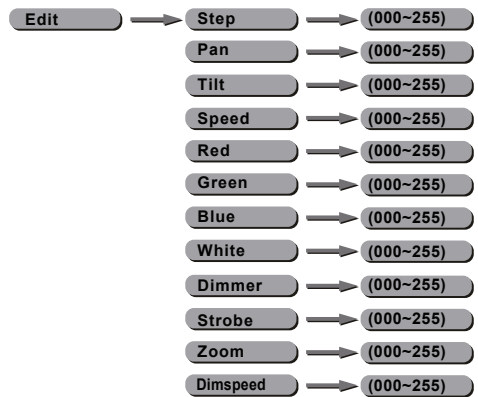 Edit Step (000~255)
Pan (000~255)
Tilt (000~255)
Speed (000~255)
Red (000~255)
Green (000~255)
Blue (000~255)
White (000~255)
Dimmer (000~255)
Strobe (000~255)
Zoom (000~255)
Dimspeed (000~255)